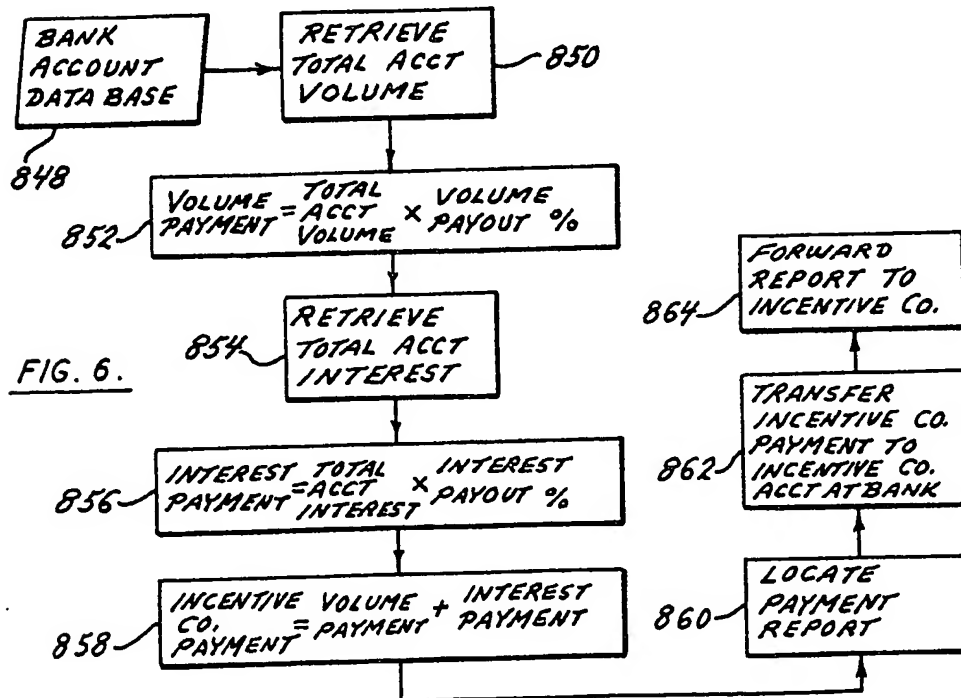 BANK
ACCOUNT
DATA BASE
848
RETRIEVE
TOTAL ACCT
VOLUME
850
VOLUME
PAYMENT = TOTAL
ACCT
VOLUME × VOLUME
PAYOUT %
852
RETRIEVE
TOTAL ACCT
INTEREST
854
FIG. 6.
INTEREST
PAYMENT = TOTAL
ACCT
INTEREST × INTEREST
PAYOUT %
856
INCENTIVE
CO.
PAYMENT = VOLUME
PAYMENT + INTEREST
PAYMENT
858
LOCATE
PAYMENT
REPORT
860
TRANSFER
INCENTIVE CO.
PAYMENT TO
INCENTIVE CO.
ACCT AT BANK
862
FORWARD
REPORT TO
INCENTIVE CO.
864